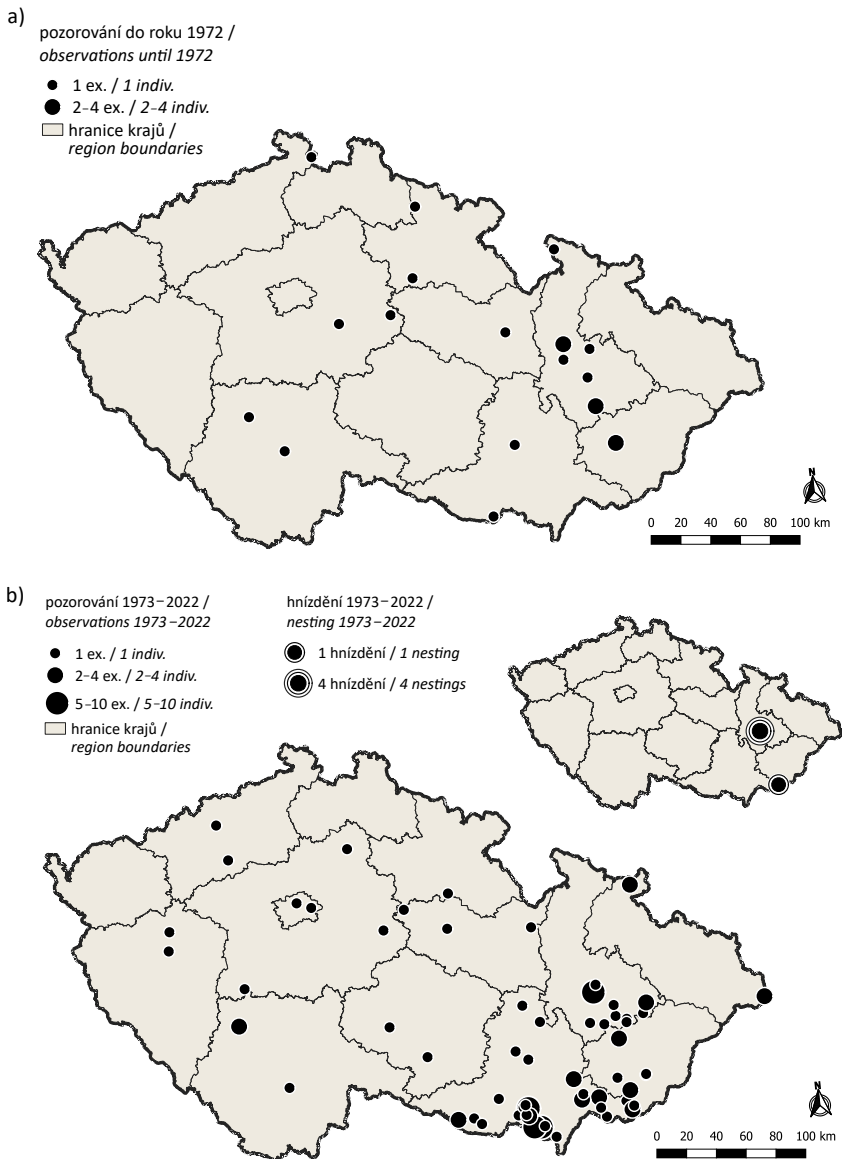 a)
pozorování do roku 1972 /
observations until 1972
1 ex. / 1 indiv.
2–4 ex. / 2–4 indiv.
hranice krajů /
region boundaries
N
0 20 40 60 80 100 km
b)
pozorování 1973–2022 /
observations 1973–2022
1 ex. / 1 indiv.
2–4 ex. / 2–4 indiv.
5–10 ex. / 5–10 indiv.
hranice krajů /
region boundaries
hnízdění 1973–2022 /
nesting 1973–2022
1 hnízdění / 1 nesting
4 hnízdění / 4 nestings
N
0 20 40 60 80 100 km